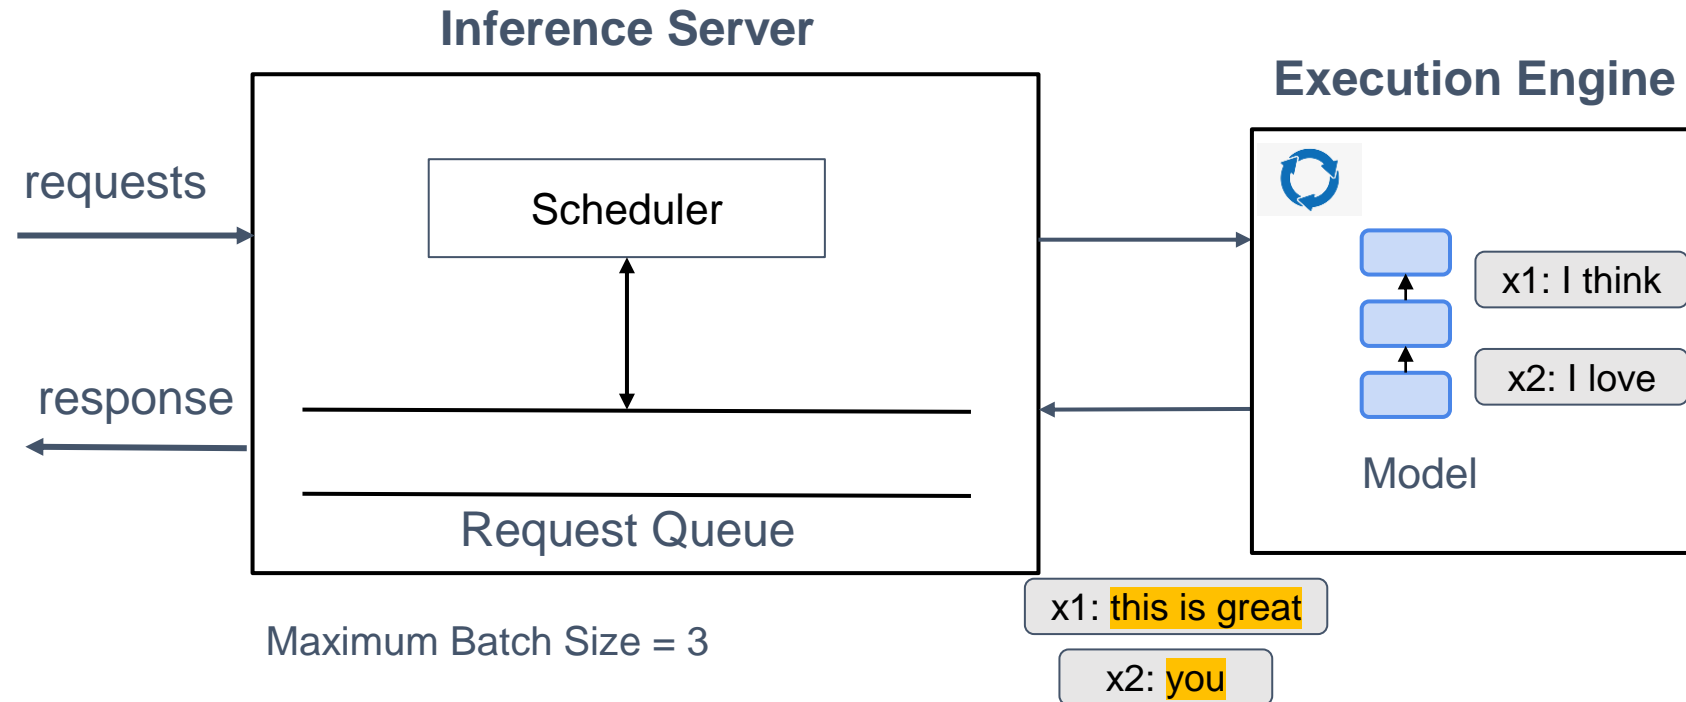 Inference Server
Execution Engine
requests
Scheduler
x1: I think
x2: I love
response
Model
Request Queue
Maximum Batch Size = 3
x1: this is great
x2: you